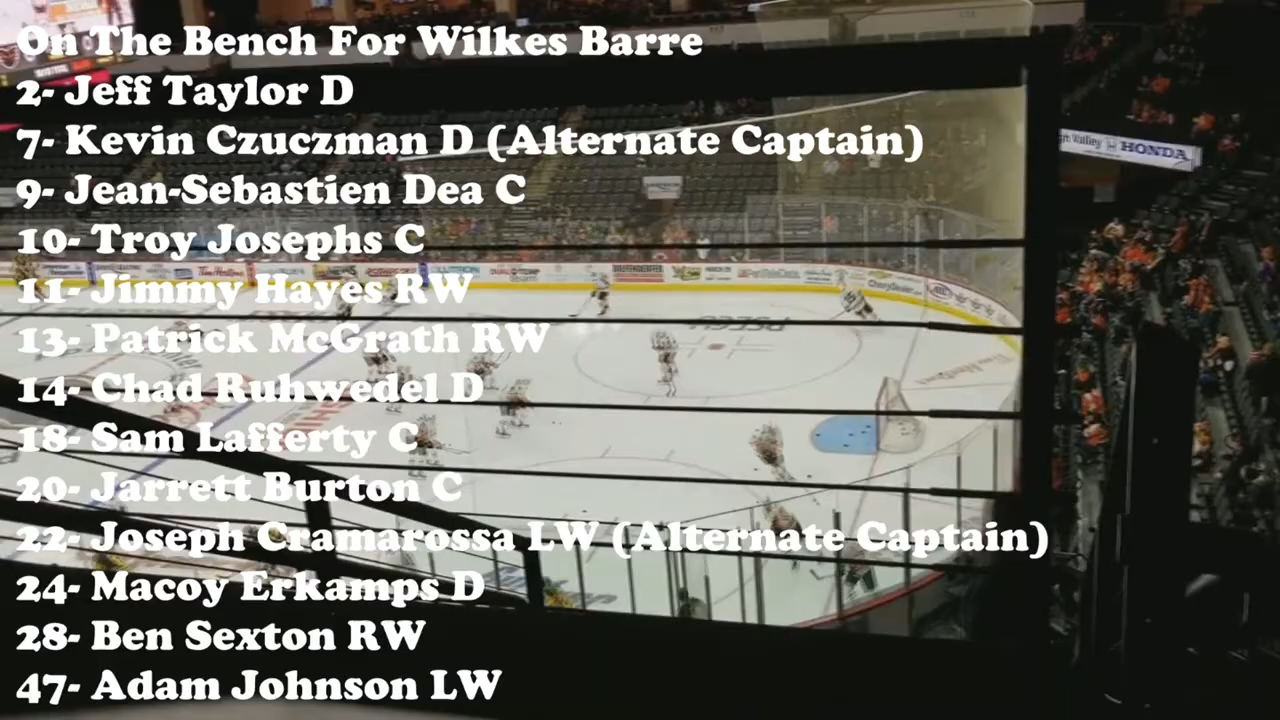 On The Bench For Wilkes Barre
2- Jeff Taylor D
7- Kevin Czuczman D (Alternate Captain)
9- Jean-Sebastien Dea C
10- Troy Josephs C
11- Jimmy Hayes RW
13- Patrick McGrath RW
14- Chad Ruhwedel D
18- Sam Lafferty C
20- Jarrett Burton C
22- Joseph Cramarossa LW (Alternate Captain)
24- Macoy Erkamps D
28- Ben Sexton RW
47- Adam Johnson LW
Valley HONDA